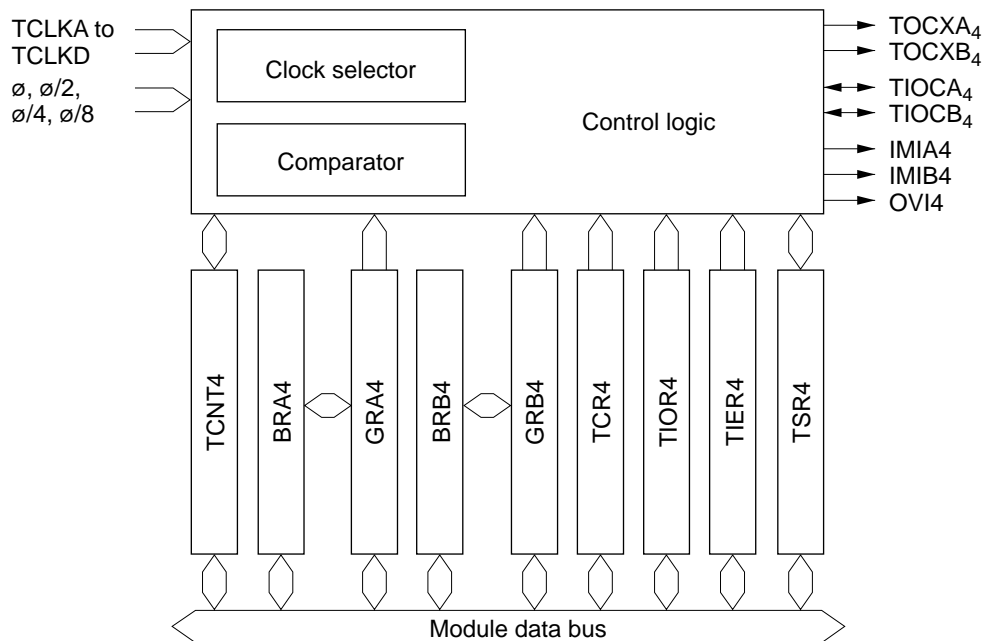 TCLKA to
TCLKD
ø, ø/2,
ø/4, ø/8
Clock selector
Comparator
Control logic
TOCXA4
TOCXB4
TIOCA4
TIOCB4
IMIA4
IMIB4
OVI4
TCNT4
BRA4
GRA4
BRB4
GRB4
TCR4
TIOR4
TIER4
TSR4
Module data bus